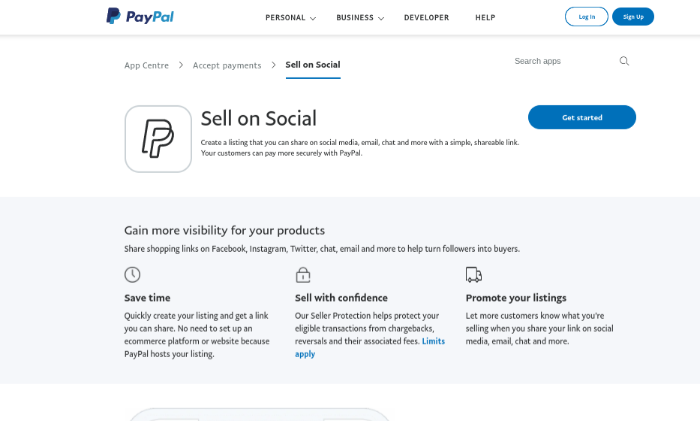 PayPal
PERSONAL
BUSINESS
DEVELOPER
HELP
Log In
Sign Up
App Centre
Accept payments
Sell on Social
Search apps
Sell on Social
Get started
Create a listing that you can share on social media, email, chat and more with a simple, shareable link.
Your customers can pay more securely with PayPal.
Gain more visibility for your products
Share shopping links on Facebook, Instagram, Twitter, chat, email and more to help turn followers into buyers.
Save time
Quickly create your listing and get a link
you can share. No need to set up an
ecommerce platform or website because
PayPal hosts your listing.
Sell with confidence
Our Seller Protection helps protect your
eligible transactions from chargebacks,
reversals and their associated fees. Limits
apply
Promote your listings
Let more customers know what you're
selling when you share your link on social
media, email, chat and more.